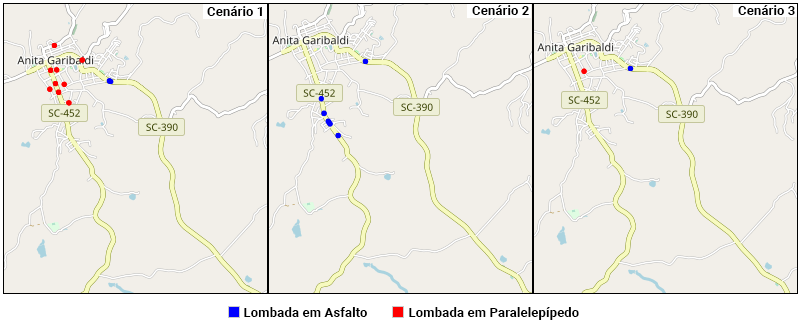 Cenário 1
Anita Garibaldi
SC-452
SC-390
Cenário 2
Anita Garibaldi
SC-452
SC-390
Cenário 3
Anita Garibaldi
SC-452
SC-390
Lombada em Asfalto
Lombada em Paralelepípedo